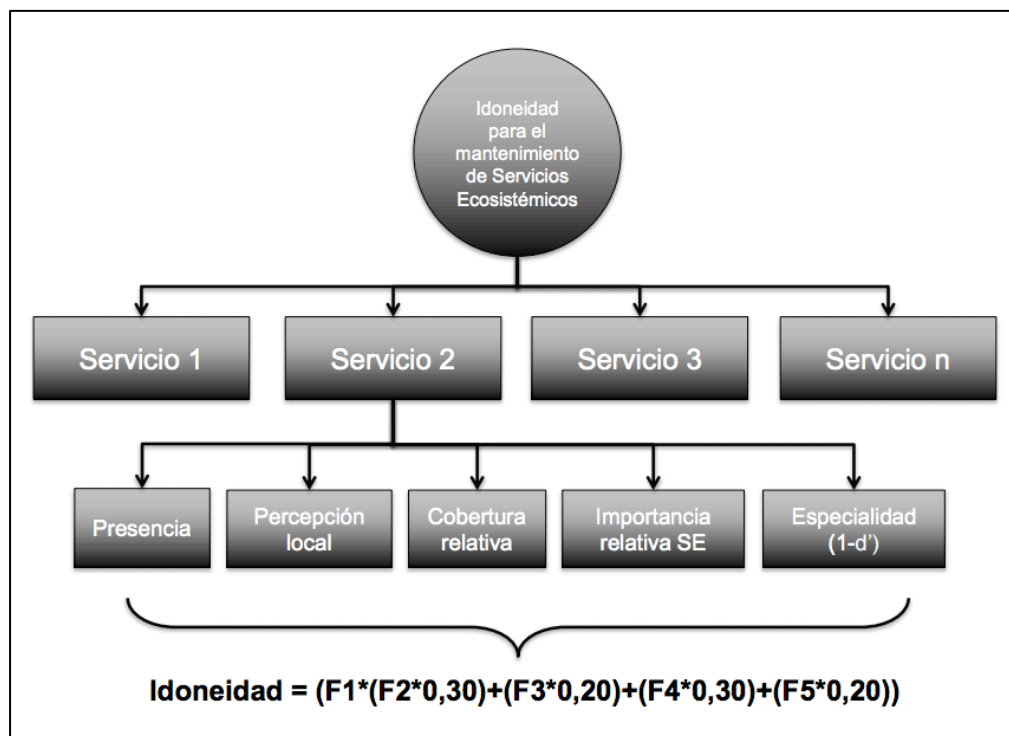 Idoneidad
para el
mantenimiento
de Servicios
Ecosistémicos
Servicio 1
Servicio 2
Servicio 3
Servicio n
Presencia
Percepción
local
Cobertura
relativa
Importancia
relativa SE
Especialidad
(1-d’)
Idoneidad = (F1*(F2*0,30)+(F3*0,20)+(F4*0,30)+(F5*0,20))